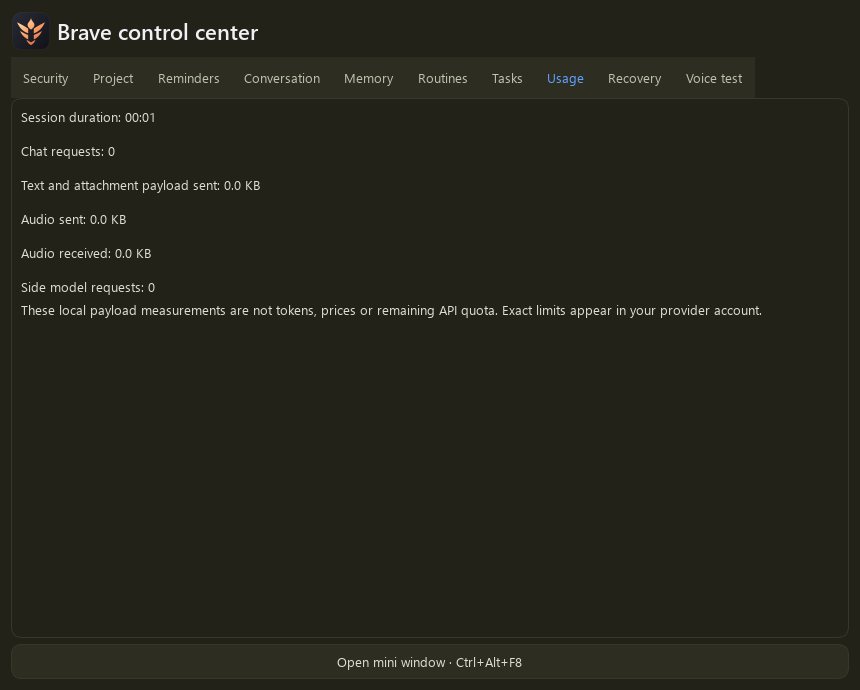 Brave control center
Security Project Reminders Conversation Memory Routines Tasks Usage Recovery Voice test
Session duration: 00:01
Chat requests: 0
Text and attachment payload sent: 0.0 KB
Audio sent: 0.0 KB
Audio received: 0.0 KB
Side model requests: 0
These local payload measurements are not tokens, prices or remaining API quota. Exact limits appear in your provider account.
Open mini window · Ctrl+Alt+F8